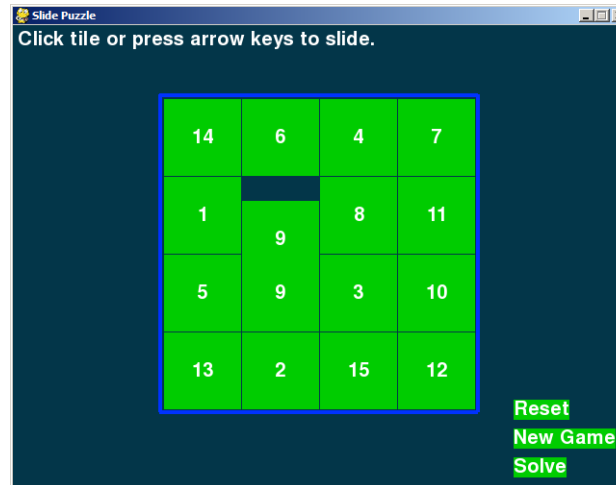 Slide Puzzle
Click tile or press arrow keys to slide.
14 6 4 7
1 8 11
9
5 9 3 10
13 2 15 12
Reset
New Game
Solve